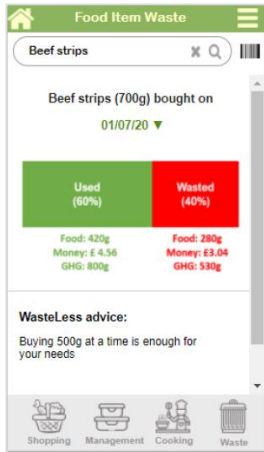 Food Item Waste
Beef strips
Beef strips (700g) bought on
01/07/20 ▼
Used
(60%)
Wasted
(40%)
Food: 420g
Money: £ 4.56
GHG: 800g
Food: 280g
Money: £3.04
GHG: 530g
WasteLess advice:
Buying 500g at a time is enough for
your needs
Shopping
Management
Cooking
Waste